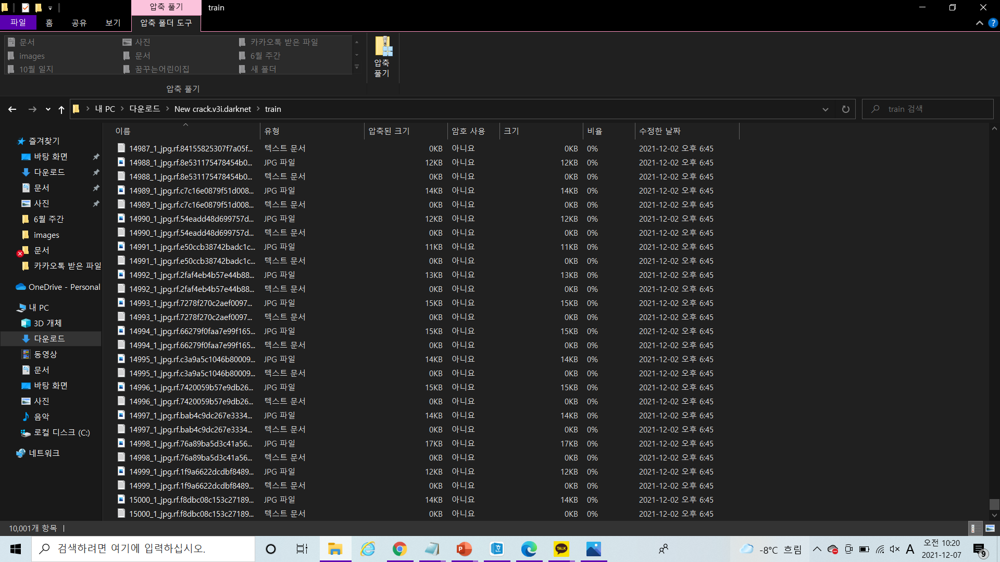 압축 풀기
train
파일
홈
공유
보기
압축 폴더 도구
문서
사진
카카오톡 받은 파일
images
문서
6월 주간
10월 일지
꿈꾸는어린이집
새 폴더
압축 풀기
압축
풀기
내 PC
다운로드
New crack.v3i.darknet
train
train 검색
즐겨찾기
바탕 화면
다운로드
문서
사진
6월 주간
images
문서
카카오톡 받은 파일
OneDrive - Personal
내 PC
3D 개체
다운로드
동영상
문서
바탕 화면
사진
음악
로컬 디스크 (C:)
네트워크
이름 유형 압축된 크기 암호 사용 크기 비율 수정한 날짜
14987_1_jpg.rf.84155825307f7a05f... 텍스트 문서 0KB 아니요 0KB 0% 2021-12-02 오후 6:45
14988_1_jpg.rf.8e531175478454b0... JPG 파일 12KB 아니요 12KB 0% 2021-12-02 오후 6:45
14988_1_jpg.rf.8e531175478454b0... 텍스트 문서 0KB 아니요 0KB 0% 2021-12-02 오후 6:45
14989_1_jpg.rf.c7c16e0879f51d008... JPG 파일 14KB 아니요 14KB 0% 2021-12-02 오후 6:45
14989_1_jpg.rf.c7c16e0879f51d008... 텍스트 문서 0KB 아니요 0KB 0% 2021-12-02 오후 6:45
14990_1_jpg.rf.54eadd48d699757d... JPG 파일 12KB 아니요 12KB 0% 2021-12-02 오후 6:45
14990_1_jpg.rf.54eadd48d699757d... 텍스트 문서 0KB 아니요 0KB 0% 2021-12-02 오후 6:45
14991_1_jpg.rf.e50ccb38742badc1c... JPG 파일 11KB 아니요 11KB 0% 2021-12-02 오후 6:45
14991_1_jpg.rf.e50ccb38742badc1c... 텍스트 문서 0KB 아니요 0KB 0% 2021-12-02 오후 6:45
14992_1_jpg.rf.2faf4eb4b57e44b88... JPG 파일 13KB 아니요 13KB 0% 2021-12-02 오후 6:45
14992_1_jpg.rf.2faf4eb4b57e44b88... 텍스트 문서 0KB 아니요 0KB 0% 2021-12-02 오후 6:45
14993_1_jpg.rf.7278f270c2aef0097... JPG 파일 15KB 아니요 15KB 0% 2021-12-02 오후 6:45
14993_1_jpg.rf.7278f270c2aef0097... 텍스트 문서 0KB 아니요 0KB 0% 2021-12-02 오후 6:45
14994_1_jpg.rf.66279f0faa7e99f165... JPG 파일 15KB 아니요 15KB 0% 2021-12-02 오후 6:45
14994_1_jpg.rf.66279f0faa7e99f165... 텍스트 문서 0KB 아니요 0KB 0% 2021-12-02 오후 6:45
14995_1_jpg.rf.c3a9a5c1046b80009... JPG 파일 14KB 아니요 14KB 0% 2021-12-02 오후 6:45
14995_1_jpg.rf.c3a9a5c1046b80009... 텍스트 문서 0KB 아니요 0KB 0% 2021-12-02 오후 6:45
14996_1_jpg.rf.7420059b57e9db26... JPG 파일 15KB 아니요 15KB 0% 2021-12-02 오후 6:45
14996_1_jpg.rf.7420059b57e9db26... 텍스트 문서 0KB 아니요 0KB 0% 2021-12-02 오후 6:45
14997_1_jpg.rf.bab4c9dc267e3334... JPG 파일 14KB 아니요 14KB 0% 2021-12-02 오후 6:45
14997_1_jpg.rf.bab4c9dc267e3334... 텍스트 문서 0KB 아니요 0KB 0% 2021-12-02 오후 6:45
14998_1_jpg.rf.76a89ba5d3c41a56... JPG 파일 17KB 아니요 17KB 0% 2021-12-02 오후 6:45
14998_1_jpg.rf.76a89ba5d3c41a56... 텍스트 문서 0KB 아니요 0KB 0% 2021-12-02 오후 6:45
14999_1_jpg.rf.1f9a6622dcdbf8489... JPG 파일 12KB 아니요 12KB 0% 2021-12-02 오후 6:45
14999_1_jpg.rf.1f9a6622dcdbf8489... 텍스트 문서 0KB 아니요 0KB 0% 2021-12-02 오후 6:45
15000_1_jpg.rf.f8dbc08c153c27189... JPG 파일 14KB 아니요 14KB 0% 2021-12-02 오후 6:45
15000_1_jpg.rf.f8dbc08c153c27189... 텍스트 문서 0KB 아니요 0KB 0% 2021-12-02 오후 6:45
10,001개 항목
검색하려면 여기에 입력하십시오.
TALK
-8°C 흐림
A
오전 10:20
2021-12-07
9